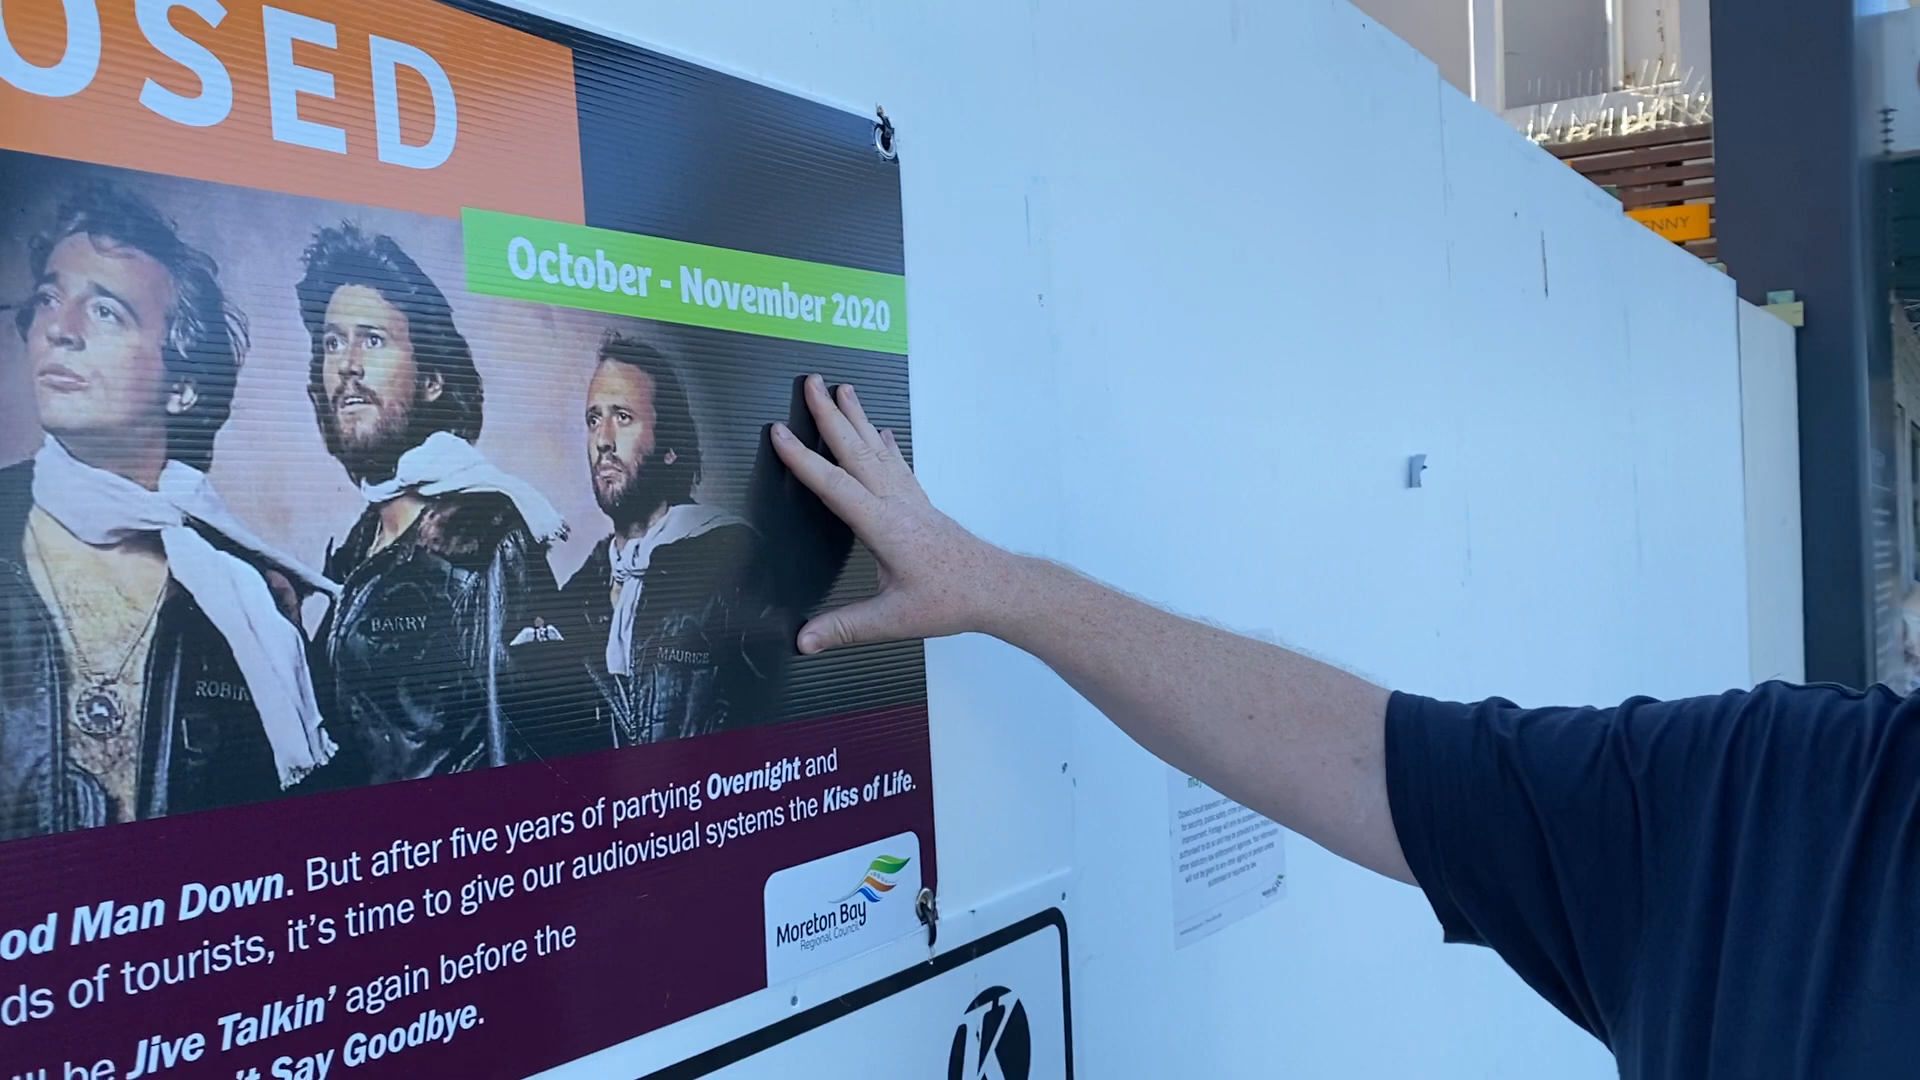 OSED
October - November 2020
BARRY
MAURICE
ROBIN
od Man Down. But after five years of partying Overnight and
ds of tourists, it's time to give our audiovisual systems the Kiss of Life.
be Jive Talkin' again before the
't Say Goodbye.
Moreton Bay
Regional Council
K
ENNY